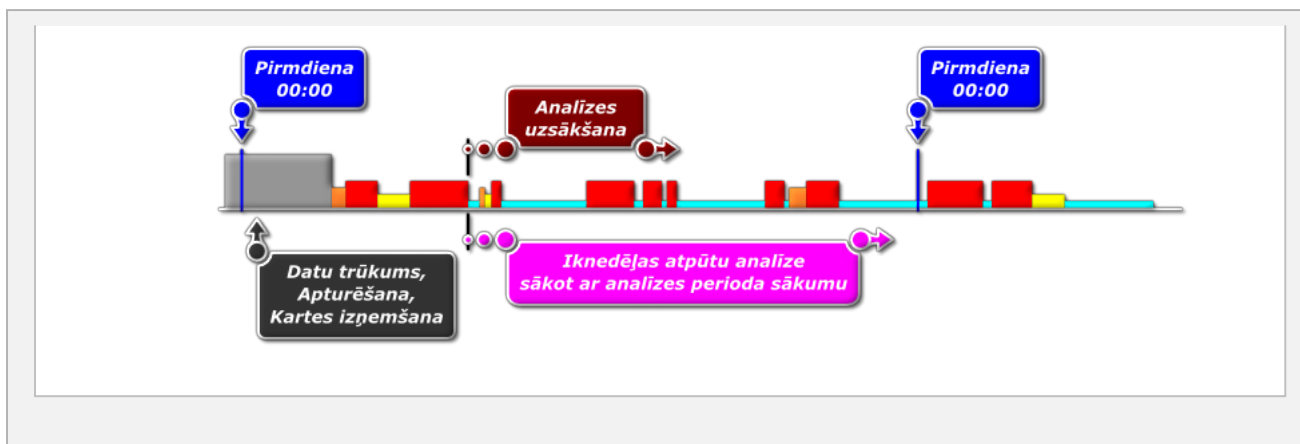 Pirmdiena
00:00
Pirmdiena
00:00
Analīzes
uzsākšana
Datu trūkums,
Apturēšana,
Kartes izņemšana
Iknedēļas atpūtu analīze
sākot ar analīzes perioda sākumu